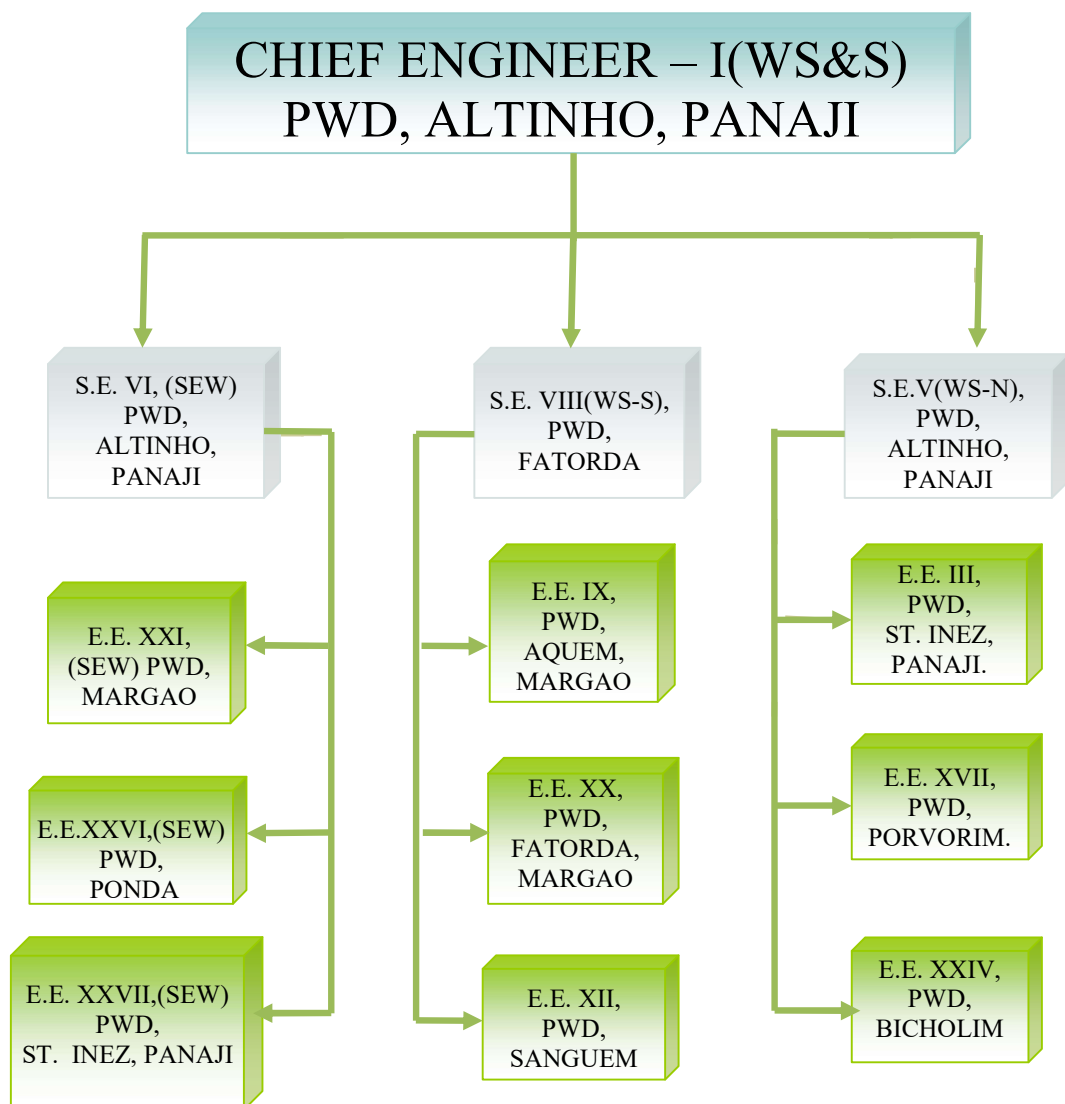 CHIEF ENGINEER – I(WS&S)
PWD, ALTINHO, PANAJI
S.E. VI, (SEW)
PWD,
ALTINHO,
PANAJI
S.E. VIII(WS-S),
PWD,
FATORDA
S.E.V(WS-N),
PWD,
ALTINHO,
PANAJI
E.E. XXI,
(SEW) PWD,
MARGAO
E.E. IX,
PWD,
AQUEM,
MARGAO
E.E. III,
PWD,
ST. INEZ,
PANAJI.
E.E.XXVI,(SEW)
PWD,
PONDA
E.E. XX,
PWD,
FATORDA,
MARGAO
E.E. XVII,
PWD,
PORVORIM.
E.E. XXVII,(SEW)
PWD,
ST. INEZ, PANAJI
E.E. XII,
PWD,
SANGUEM
E.E. XXIV,
PWD,
BICHOLIM